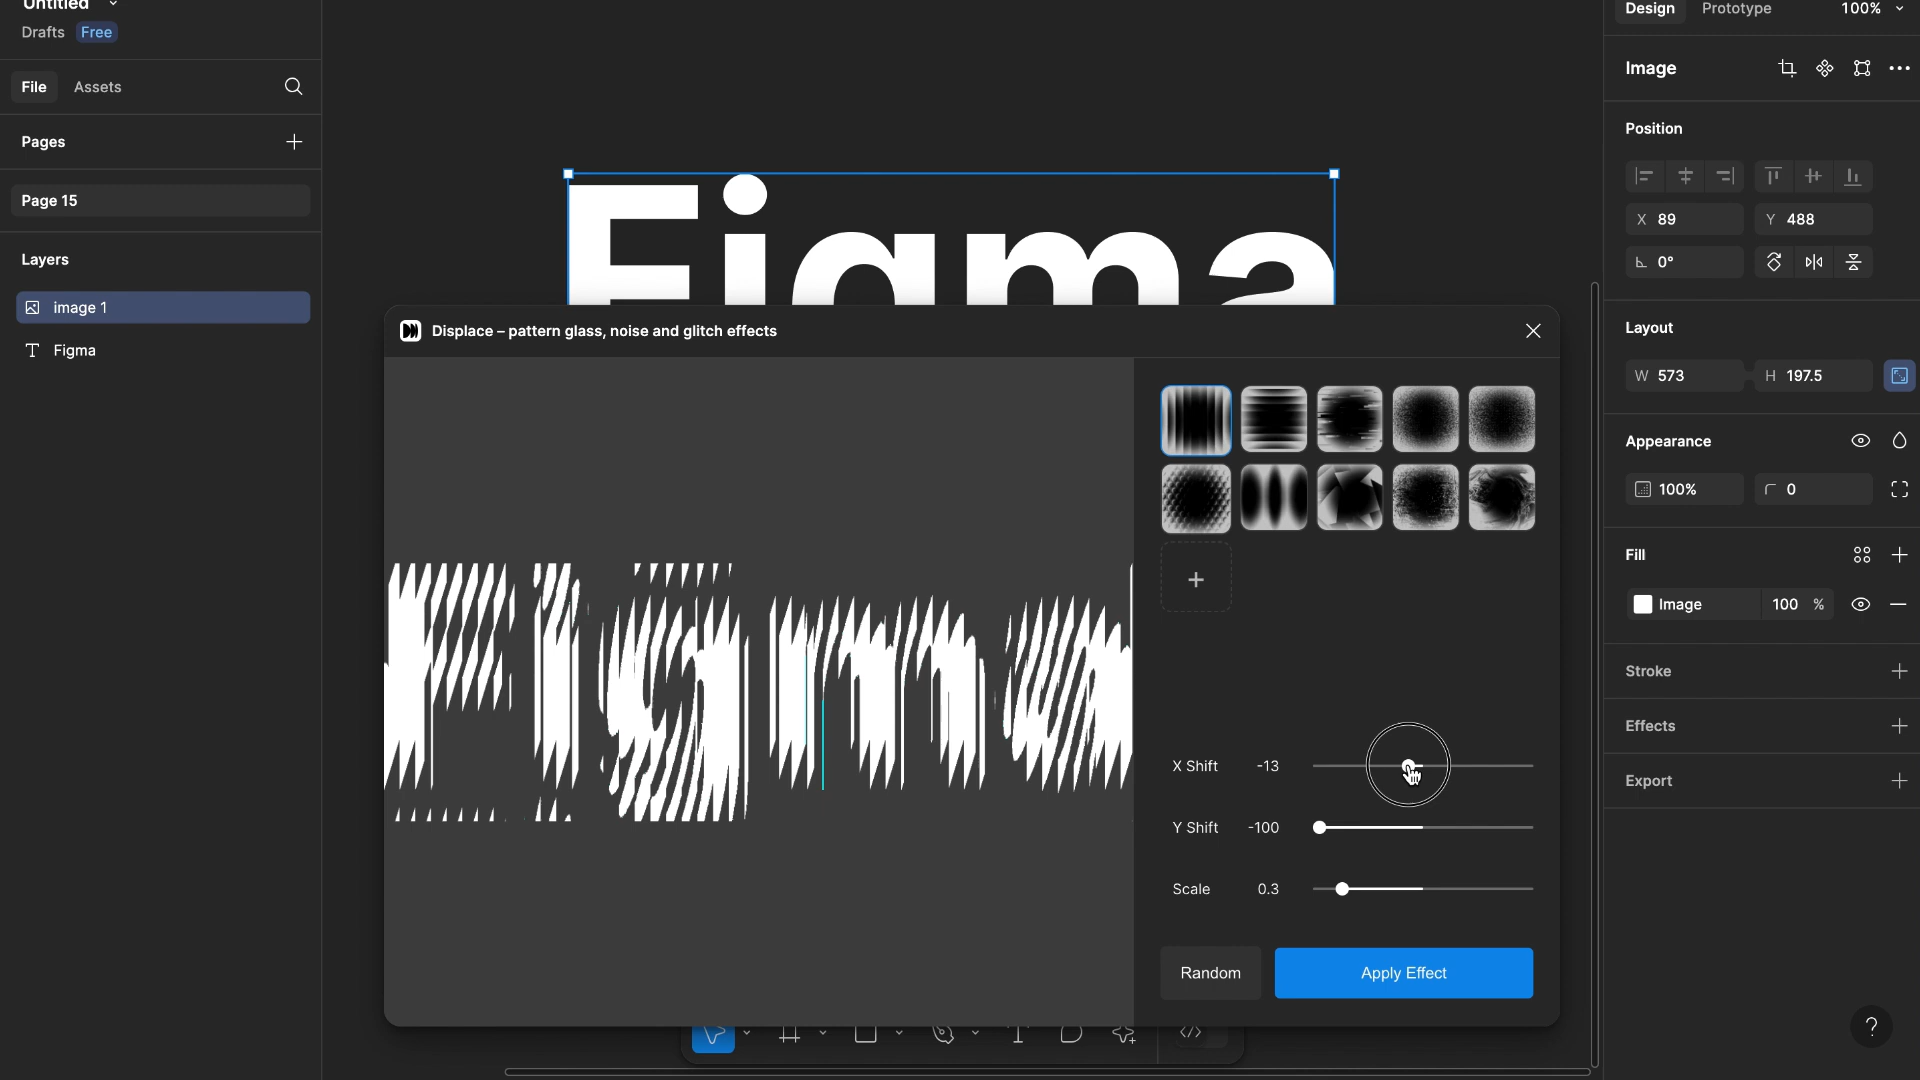 Untitled
Drafts Free
File Assets
Pages
Page 15
Layers
image 1
Figma
Figma
Displace – pattern glass, noise and glitch effects
Figma
X Shift -13
Y Shift -100
Scale 0.3
Random Apply Effect
Design Prototype 100%
Image
Position
X 89 Y 488
0°
Layout
W 573 H 197.5
Appearance
100% 0
Fill
Image 100 %
Stroke
Effects
Export
?